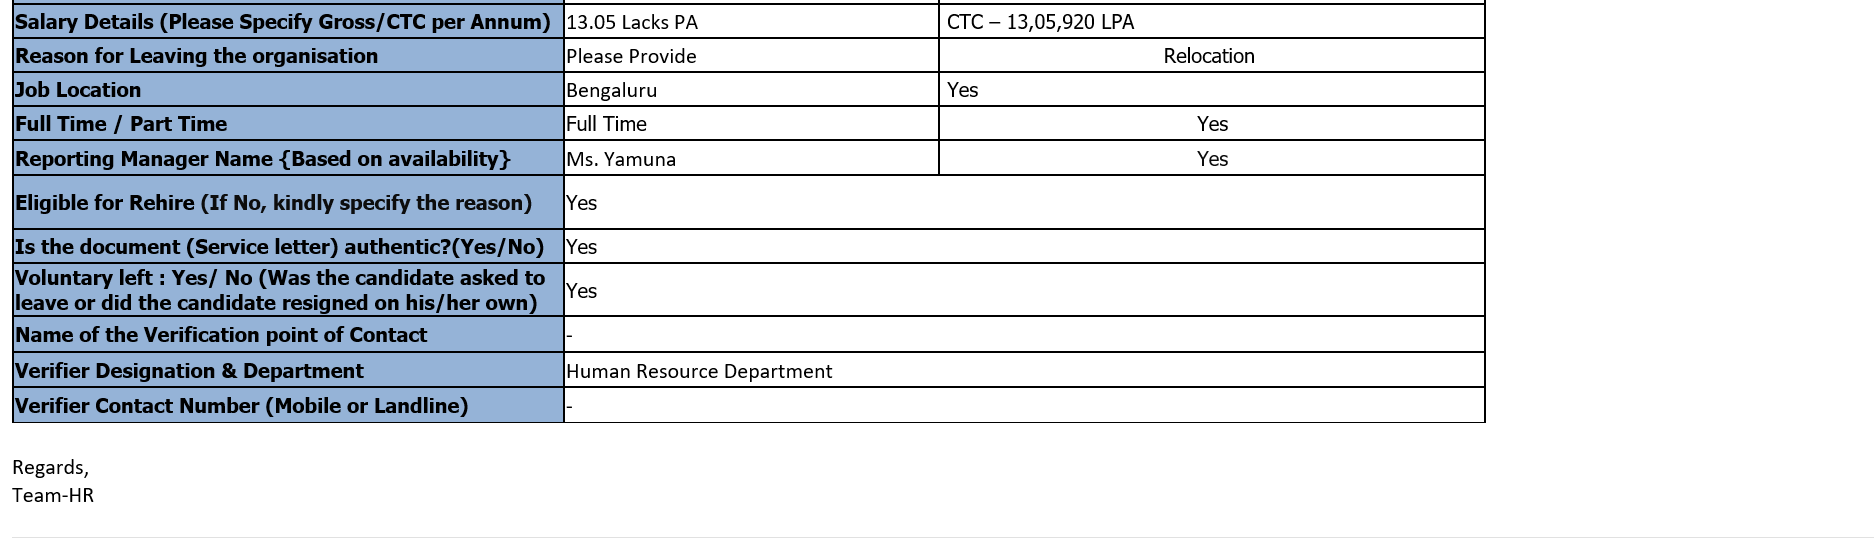 Salary Details (Please Specify Gross/CTC per Annum) 13.05 Lacks PA CTC – 13,05,920 LPA
Reason for Leaving the organisation Please Provide Relocation
Job Location Bengaluru Yes
Full Time / Part Time Full Time Yes
Reporting Manager Name {Based on availability} Ms. Yamuna Yes
Eligible for Rehire (If No, kindly specify the reason) Yes
Is the document (Service letter) authentic?(Yes/No) Yes
Voluntary left : Yes/ No (Was the candidate asked to
leave or did the candidate resigned on his/her own) Yes
Name of the Verification point of Contact -
Verifier Designation & Department Human Resource Department
Verifier Contact Number (Mobile or Landline) -
Regards,
Team-HR